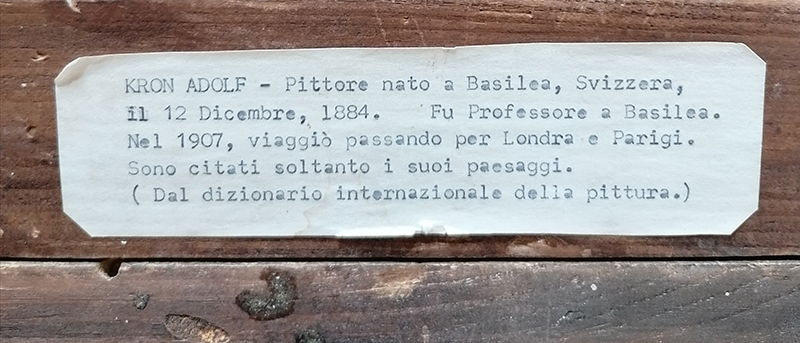 KRON ADOLF - Pittore nato a Basilea, Svizzera,
il 12 Dicembre, 1884. Fu Professore a Basilea.
Nel 1907, viaggiò passando per Londra e Parigi.
Sono citati soltanto i suoi paesaggi.
( Dal dizionario internazionale della pittura.)